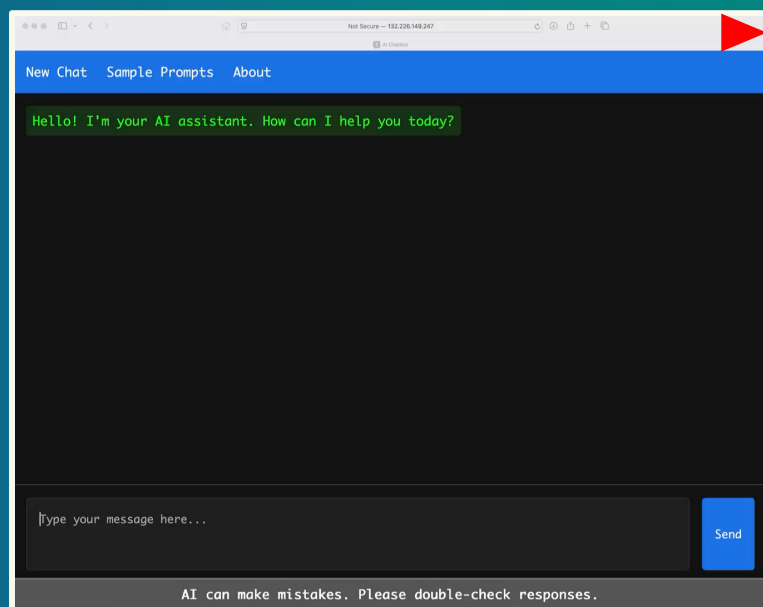 Not Secure — 132.226.149.247
AI Chatbot
New Chat Sample Prompts About
Hello! I'm your AI assistant. How can I help you today?
Type your message here...
Send
AI can make mistakes. Please double-check responses.